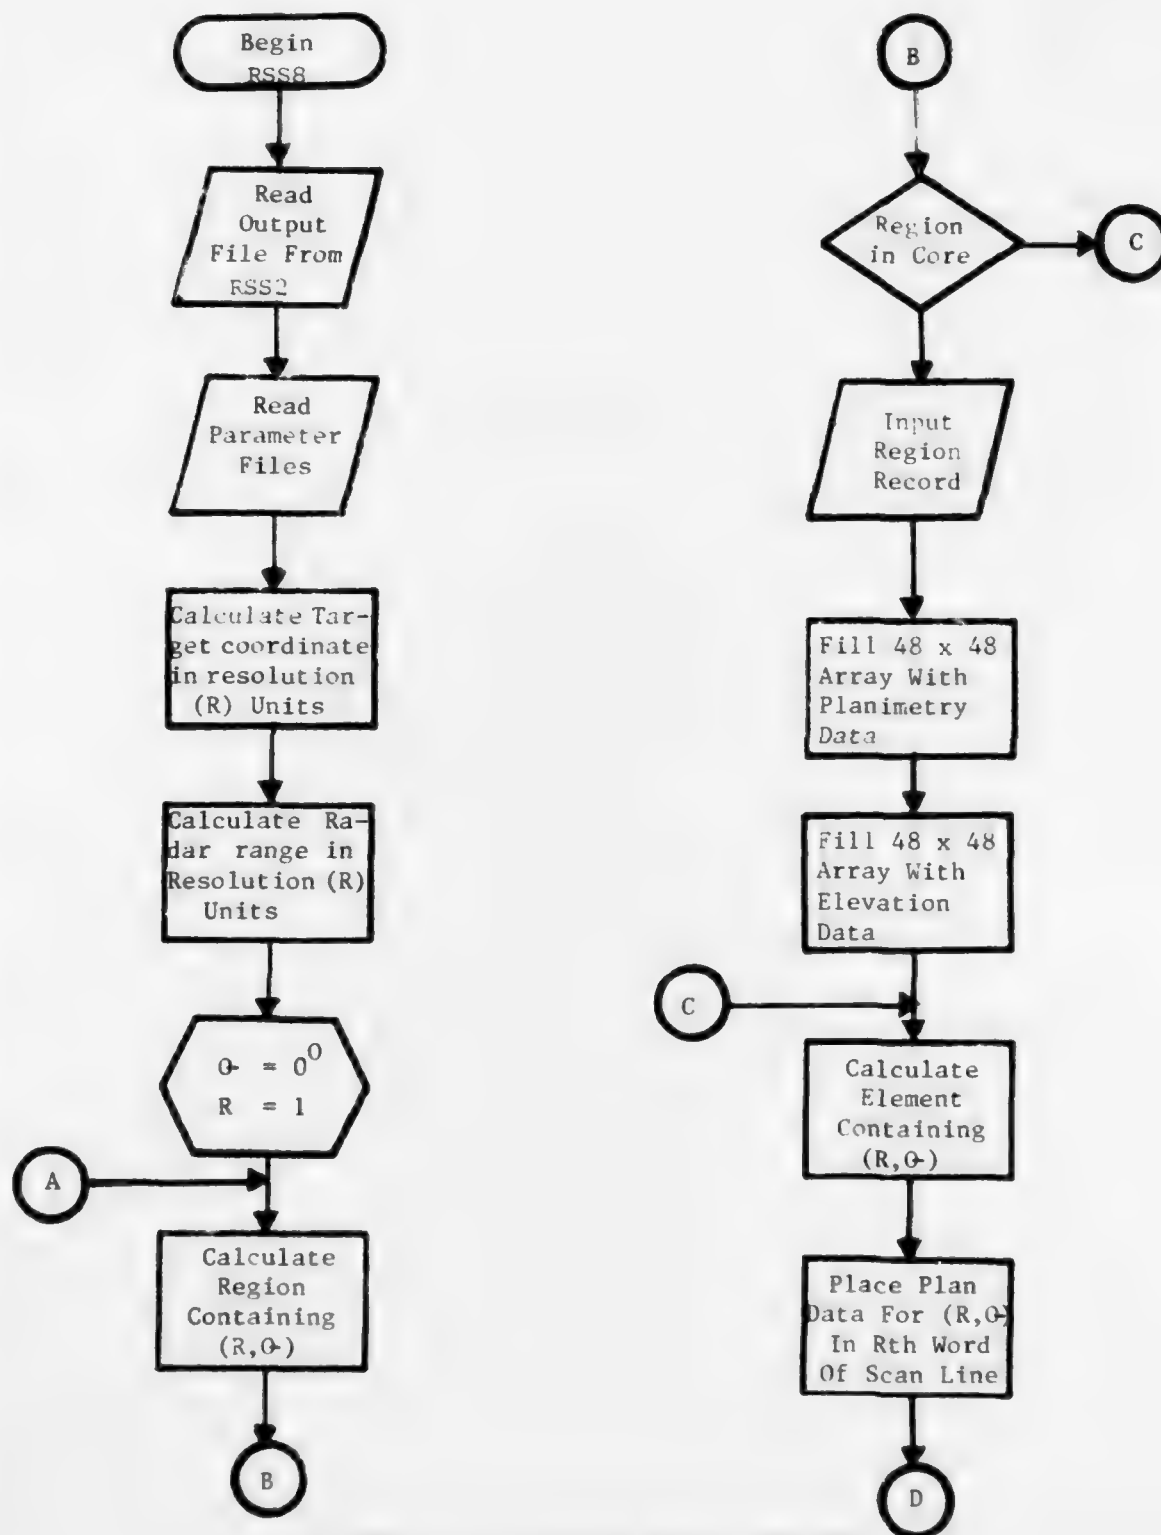 Begin
RSS8
Read
Output
File From
RSS2
Read
Parameter
Files
Calculate Tar-
get coordinate
in resolution
(R) Units
Calculate Ra-
dar range in
Resolution (R)
Units
Θ = 0°
R = 1
A
Calculate
Region
Containing
(R,Θ)
B
B
Region
in Core
C
Input
Region
Record
Fill 48 x 48
Array With
Planimetry
Data
Fill 48 x 48
Array With
Elevation
Data
C
Calculate
Element
Containing
(R,Θ)
Place Plan
Data For (R,Θ)
In Rth Word
Of Scan Line
D